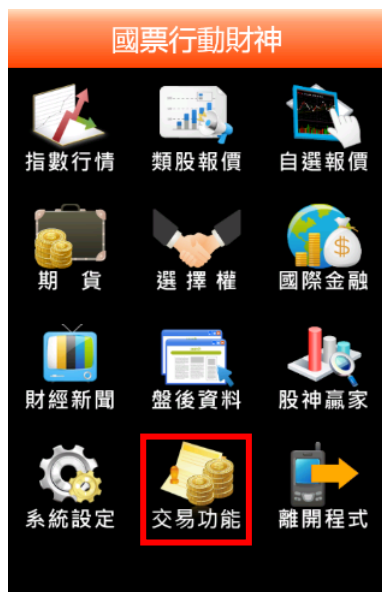 國票行動財神
指數行情 類股報價 自選報價
期 貨 選擇權 國際金融
財經新聞 盤後資料 股神贏家
系統設定 交易功能 離開程式